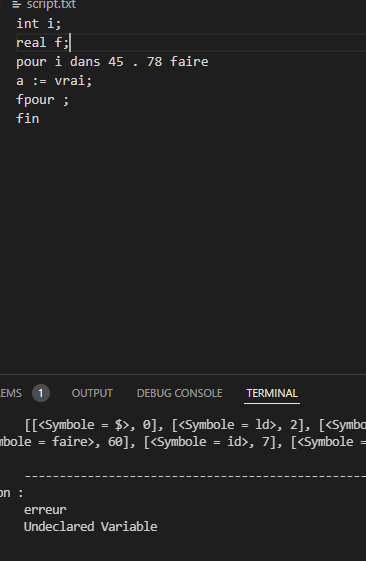 script.txt
int i;
real f;
pour i dans 45 . 78 faire
a := vrai;
fpour ;
fin
EMS 1 OUTPUT DEBUG CONSOLE TERMINAL
[[<Symbole = $>, 0], [<Symbole = ld>, 2], [<Symbo
mbole = faire>, 60], [<Symbole = id>, 7], [<Symbole =
--------------------------------------------------
on :
erreur
Undeclared Variable